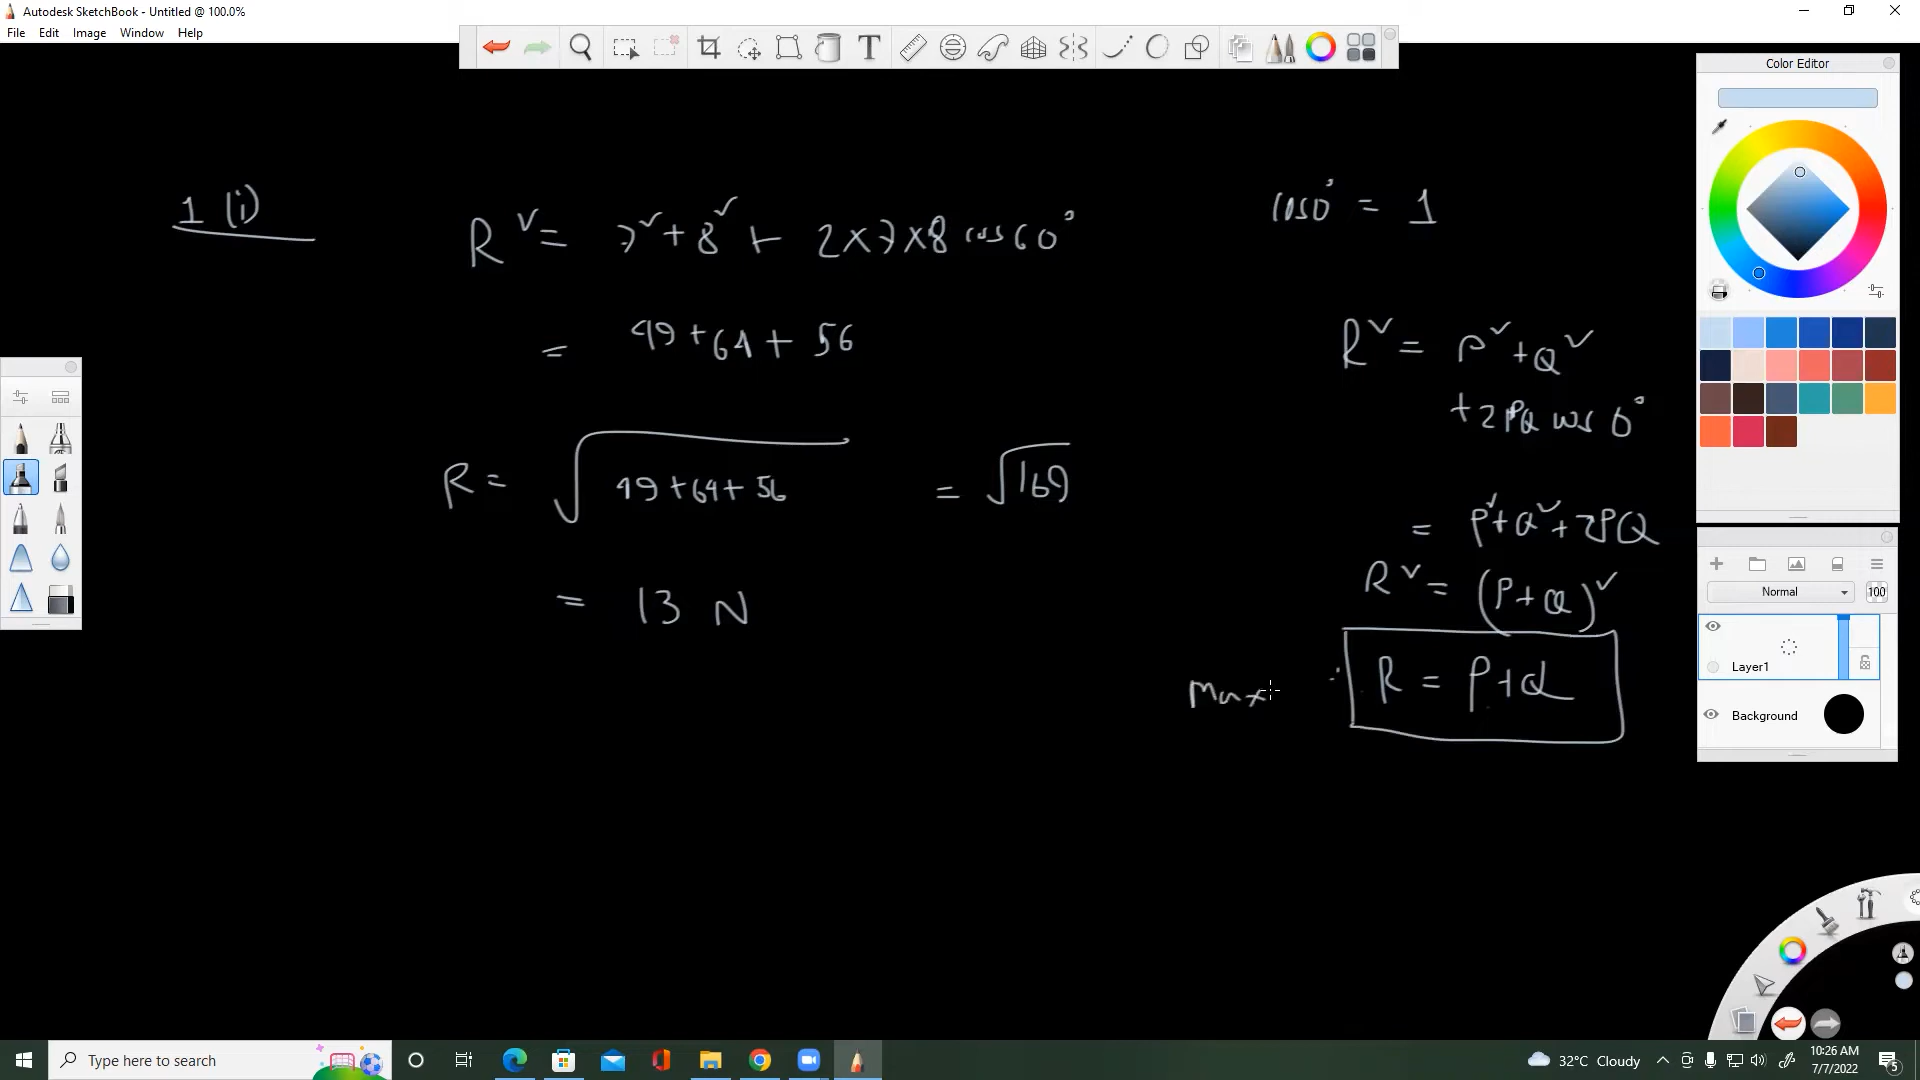 Autodesk SketchBook - Untitled @ 100.0%
File Edit Image Window Help
Color Editor
1 (i)
R² = 7² + 8² + 2×7×8 cos 60°
= 49 + 64 + 56
R = √49+64+56 = √169
= 13 N
cos0° = 1
R² = P² + Q²
+ 2PQ cos 0°
= P² + Q² + 2PQ
R² = (P+Q)²
Max ∴ R = P+Q
Normal 100
Layer1
Background
Type here to search
32°C Cloudy
10:26 AM
7/7/2022
5